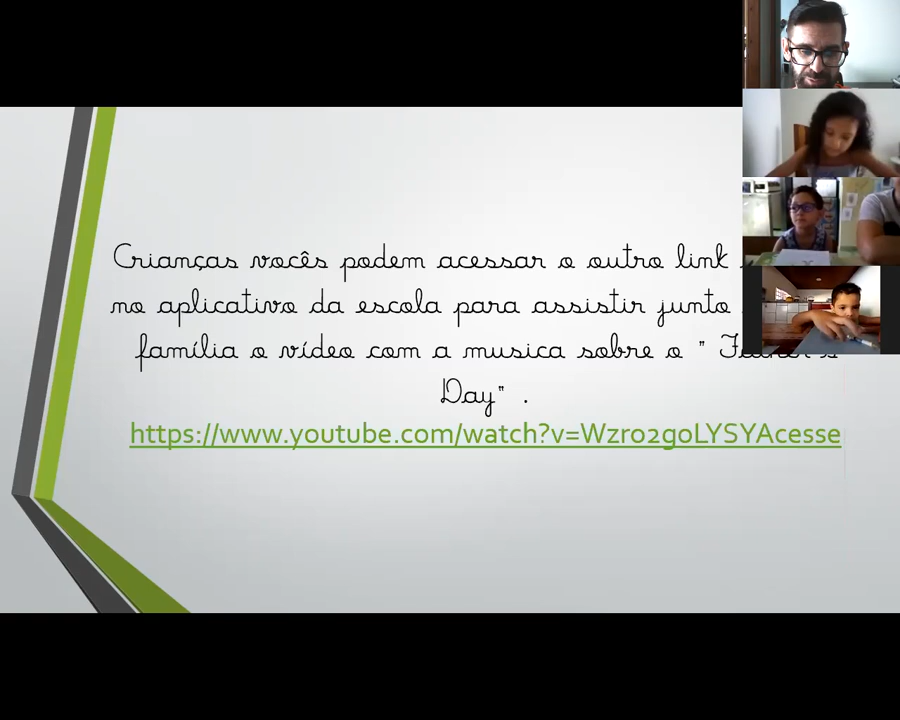 Crianças vocês podem acessar o outro link
no aplicativo da escola para assistir junto
família o vídeo com a musica sobre o "
Day" .
https://www.youtube.com/watch?v=Wzro2goLYSYAcesse